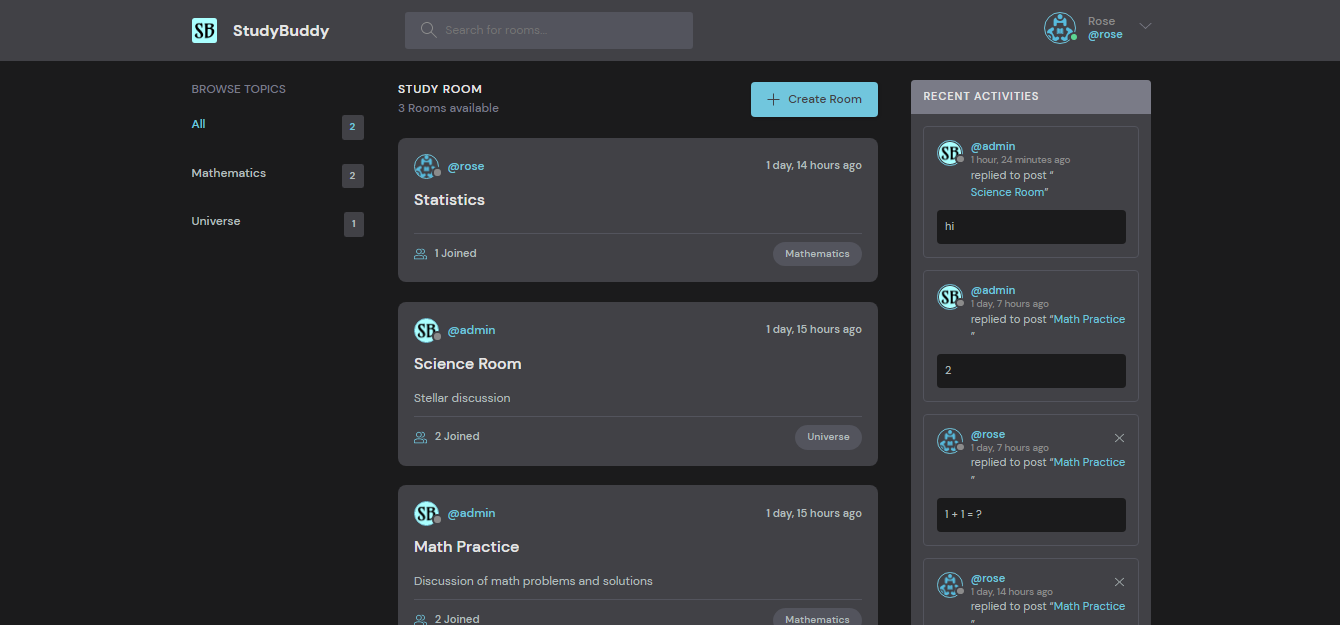 SB StudyBuddy
Search for rooms...
Rose
@rose
BROWSE TOPICS
All 2
Mathematics 2
Universe 1
STUDY ROOM
3 Rooms available
Create Room
@rose 1 day, 14 hours ago
Statistics
1 Joined Mathematics
SB @admin 1 day, 15 hours ago
Science Room
Stellar discussion
2 Joined Universe
SB @admin 1 day, 15 hours ago
Math Practice
Discussion of math problems and solutions
2 Joined Mathematics
RECENT ACTIVITIES
SB @admin
1 hour, 24 minutes ago
replied to post “
Science Room”
hi
SB @admin
1 day, 7 hours ago
replied to post “Math Practice
”
2
@rose
1 day, 7 hours ago
replied to post “Math Practice
”
1 + 1 = ?
@rose
1 day, 14 hours ago
replied to post “Math Practice
”